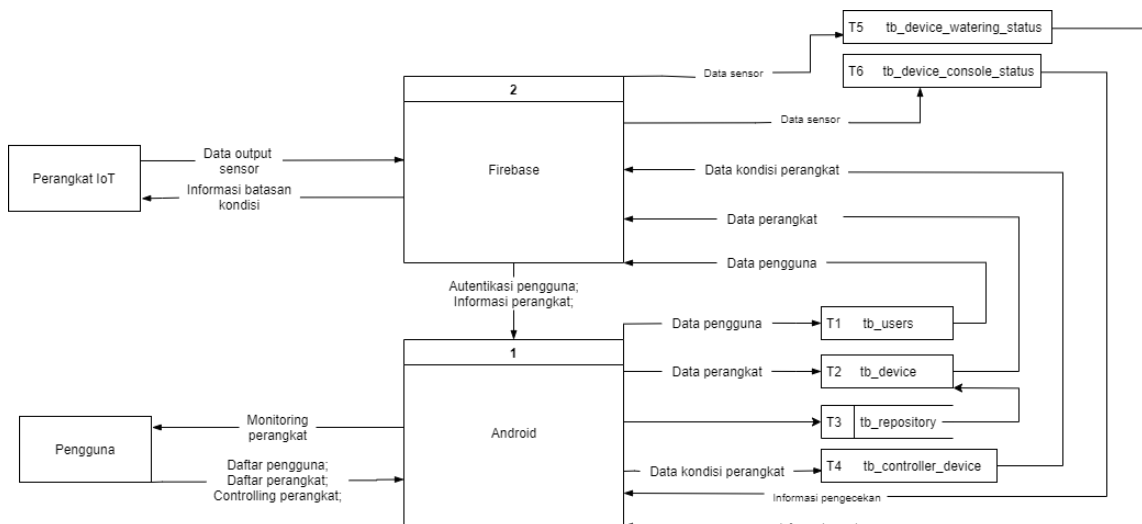 T5 tb_device_watering_status
Data sensor
T6 tb_device_console_status
2
Data sensor
Perangkat IoT
Data output
sensor
Informasi batasan
kondisi
Firebase
Data kondisi perangkat
Data perangkat
Data pengguna
Autentikasi pengguna;
Informasi perangkat;
Data pengguna
T1 tb_users
1
Data perangkat
T2 tb_device
Pengguna
Monitoring
perangkat
Daftar pengguna;
Daftar perangkat;
Controlling perangkat;
Android
T3 tb_repository
Data kondisi perangkat
T4 tb_controller_device
Informasi pengecekan